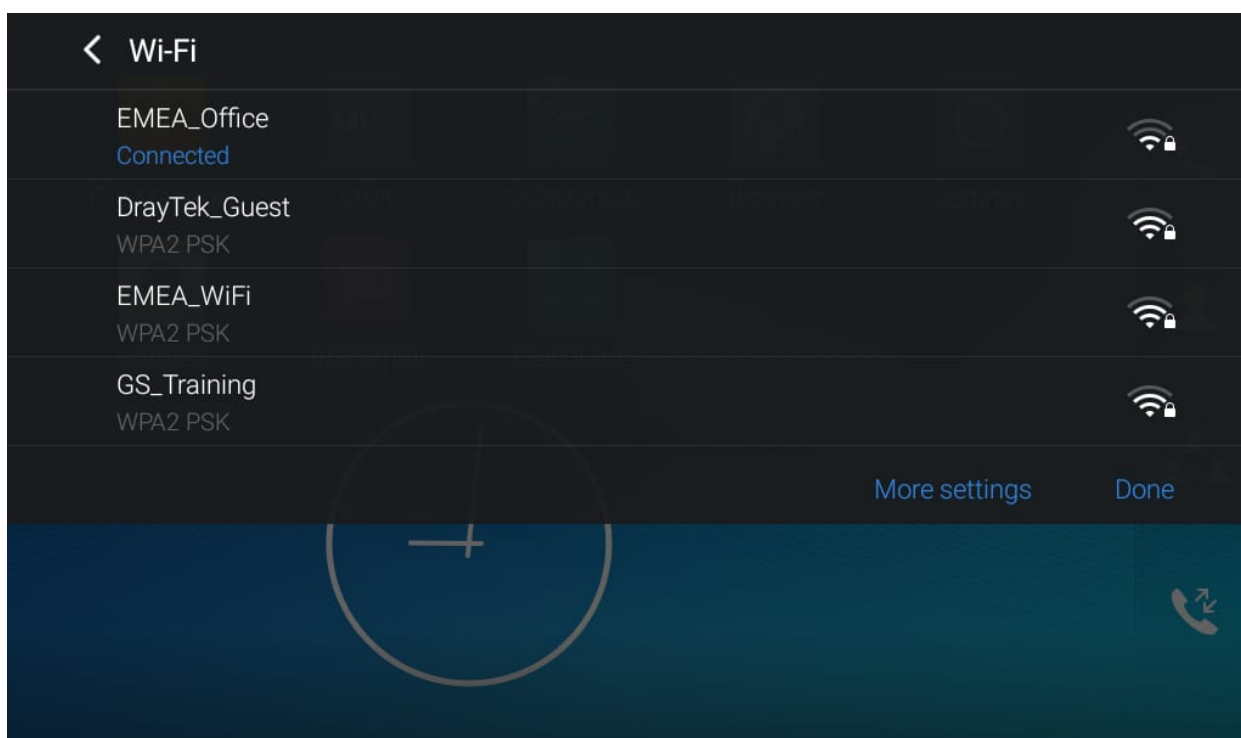 Wi-Fi
EMEA_Office
Connected
DrayTek_Guest
WPA2 PSK
EMEA_WiFi
WPA2 PSK
GS_Training
WPA2 PSK
More settings
Done